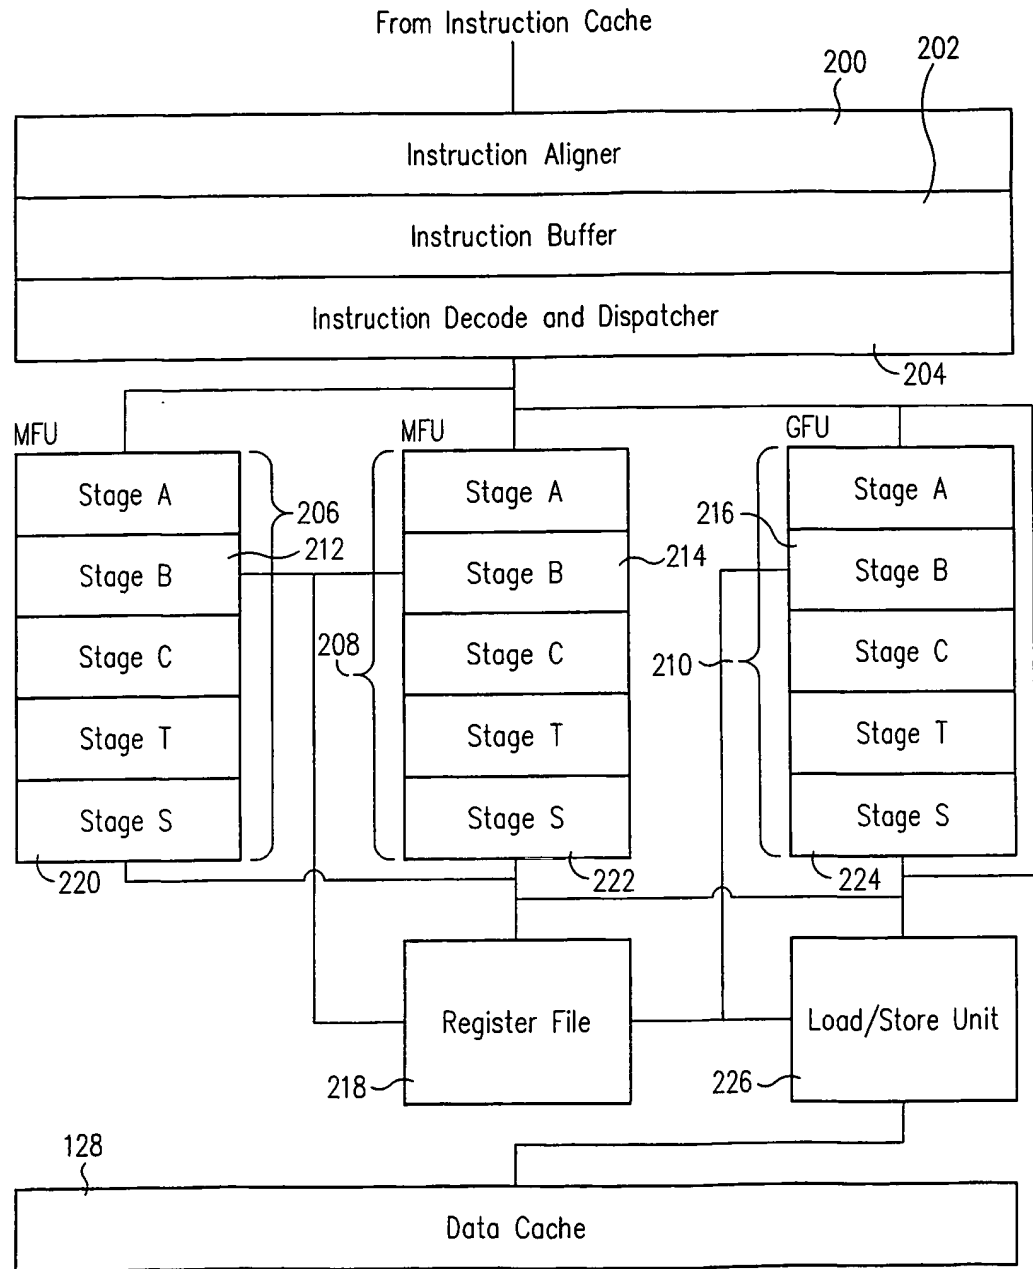 From Instruction Cache
200
202
Instruction Aligner
Instruction Buffer
Instruction Decode and Dispatcher
204
MFU
MFU
GFU
Stage A
Stage B
Stage C
Stage T
Stage S
206
212
220
Stage A
Stage B
Stage C
Stage T
Stage S
208
214
222
Stage A
Stage B
Stage C
Stage T
Stage S
216
210
224
Register File
218
Load/Store Unit
226
128
Data Cache